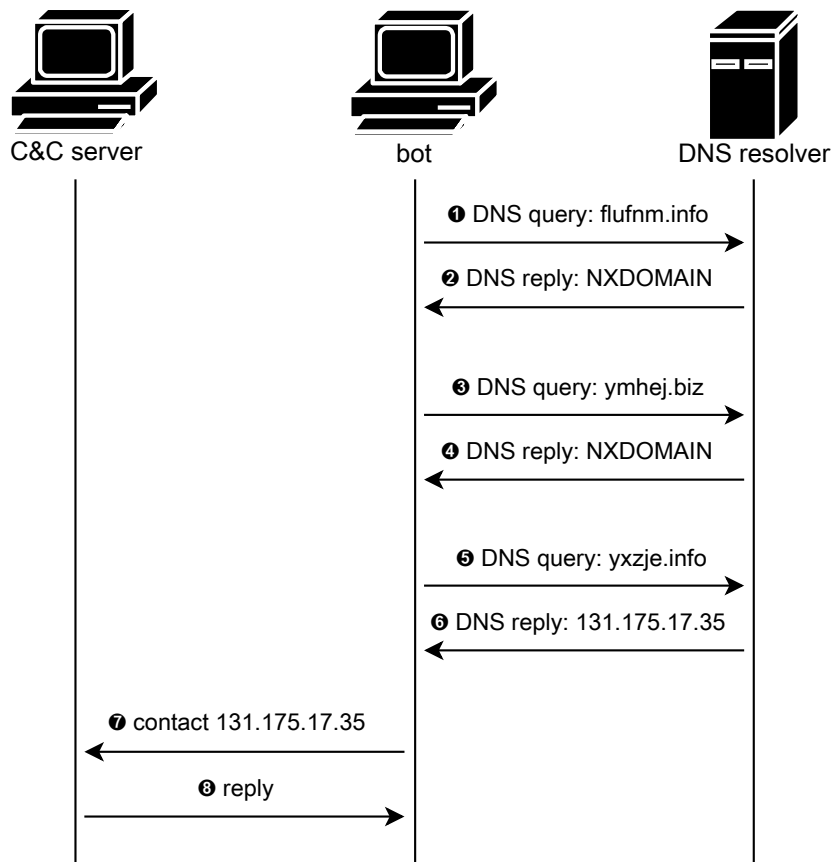 C&C server
bot
DNS resolver
❶ DNS query: flufnm.info
❷ DNS reply: NXDOMAIN
❸ DNS query: ymhej.biz
❹ DNS reply: NXDOMAIN
❺ DNS query: yxzje.info
❻ DNS reply: 131.175.17.35
❼ contact 131.175.17.35
❽ reply